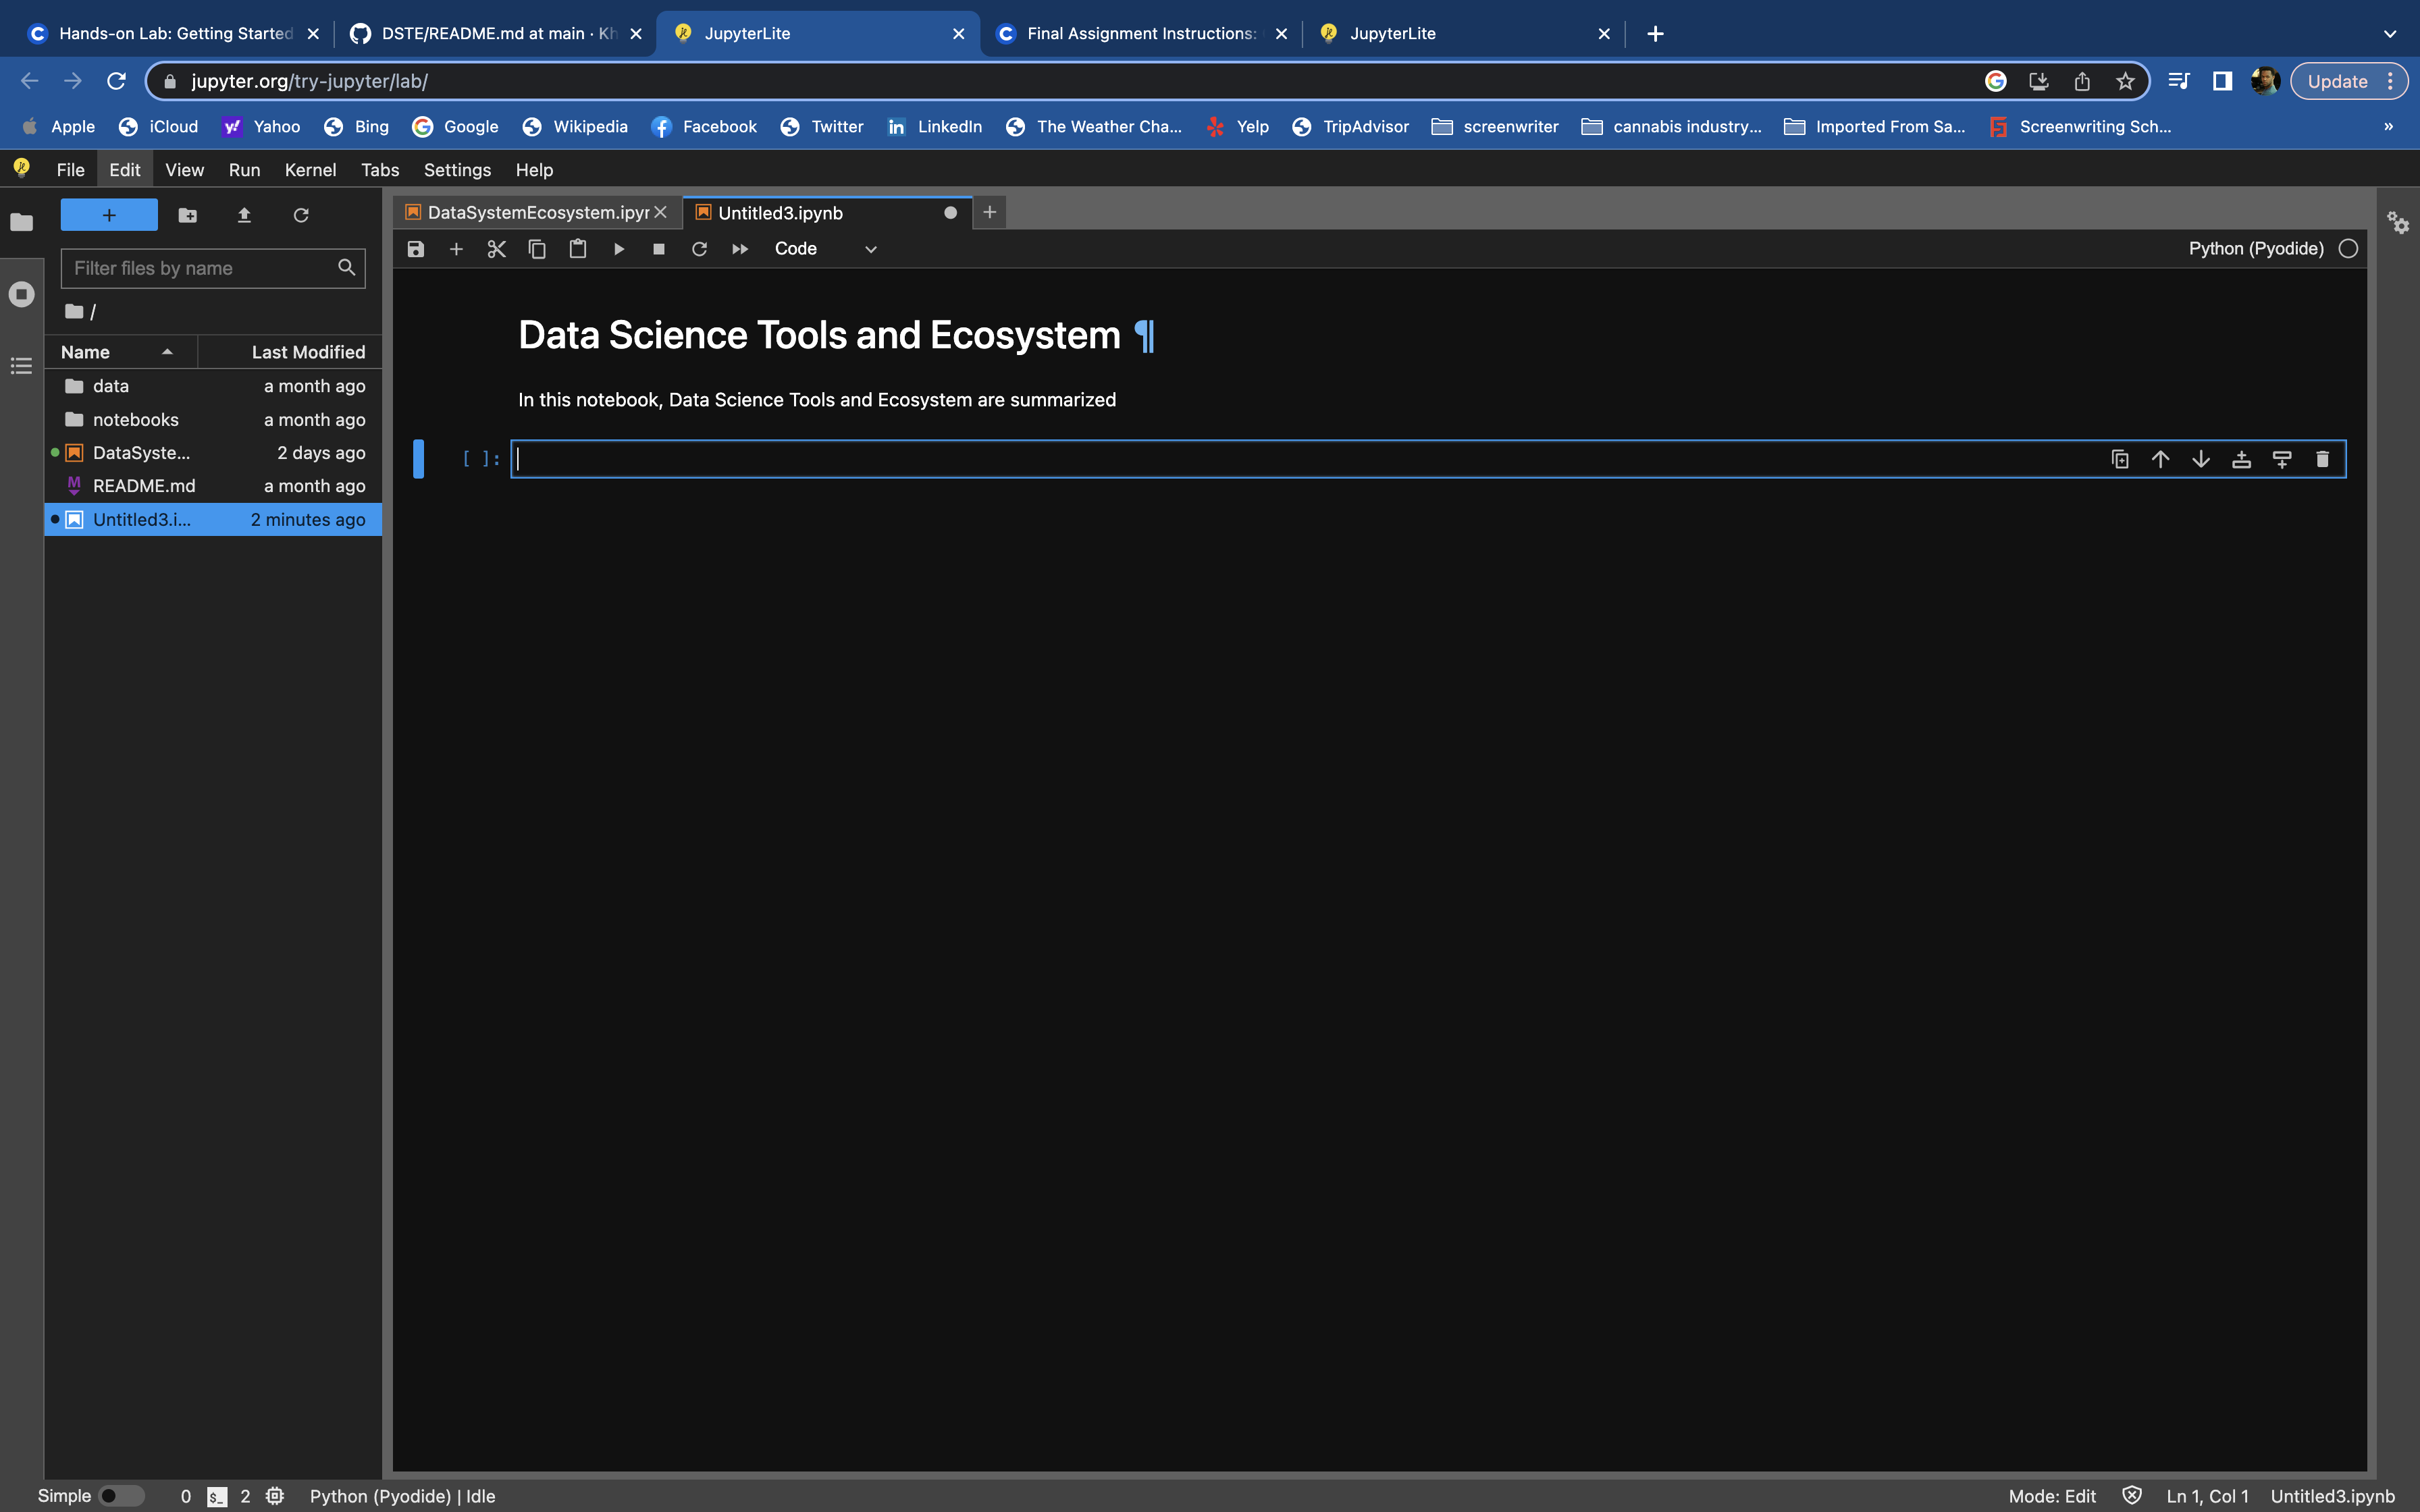 Hands-on Lab: Getting Started
DSTE/README.md at main · Kh
JupyterLite
Final Assignment Instructions:
JupyterLite
jupyter.org/try-jupyter/lab/
Update
Apple iCloud Yahoo Bing Google Wikipedia Facebook Twitter LinkedIn The Weather Cha... Yelp TripAdvisor screenwriter cannabis industry... Imported From Sa... Screenwriting Sch... »
File Edit View Run Kernel Tabs Settings Help
DataSystemEcosystem.ipyn
Untitled3.ipynb
Code
Python (Pyodide)
Filter files by name
/
Name Last Modified
data a month ago
notebooks a month ago
DataSyste... 2 days ago
README.md a month ago
Untitled3.i... 2 minutes ago
Data Science Tools and Ecosystem ¶
In this notebook, Data Science Tools and Ecosystem are summarized
[ ]:
Simple 0 $_ 2 Python (Pyodide) | Idle
Mode: Edit Ln 1, Col 1 Untitled3.ipynb